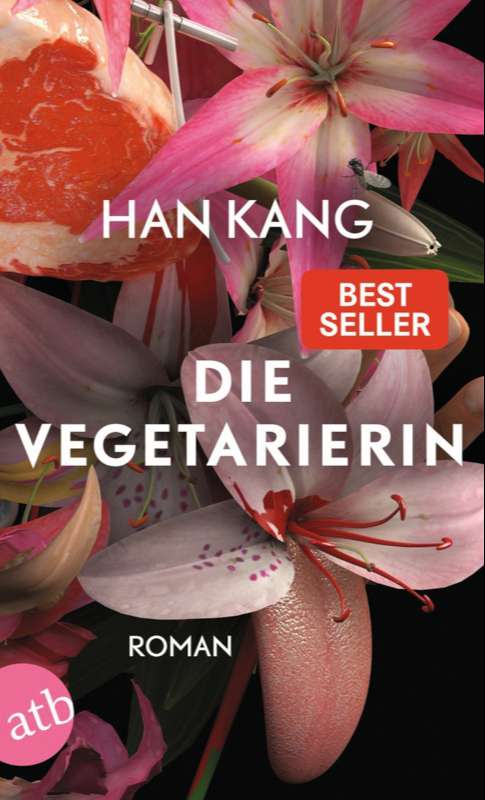 HAN KANG
BEST
SELLER
DIE
VEGETARIERIN
ROMAN
atb